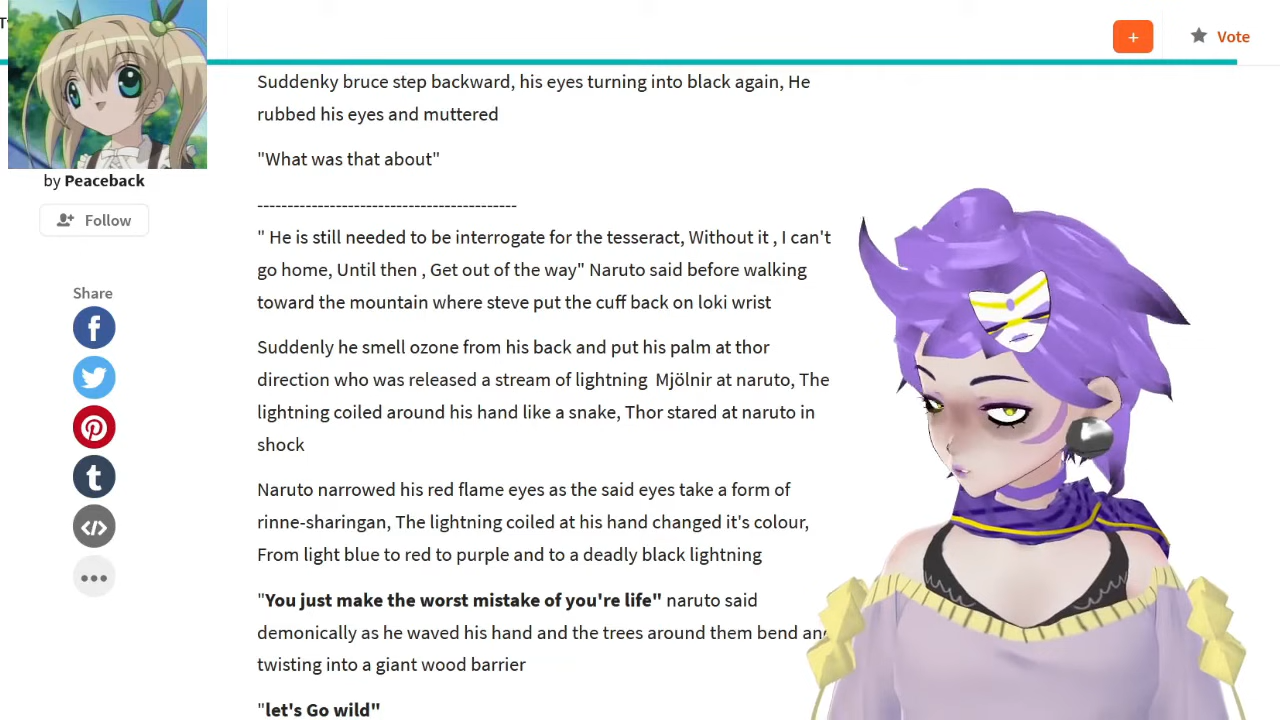 T
+
Vote
Suddenky bruce step backward, his eyes turning into black again, He
rubbed his eyes and muttered
"What was that about"
by Peaceback
Follow
-------------------------------------------
" He is still needed to be interrogate for the tesseract, Without it , I can't
go home, Until then , Get out of the way" Naruto said before walking
toward the mountain where steve put the cuff back on loki wrist
Share
Suddenly he smell ozone from his back and put his palm at thor
direction who was released a stream of lightning  Mjölnir at naruto, The
lightning coiled around his hand like a snake, Thor stared at naruto in
shock
Naruto narrowed his red flame eyes as the said eyes take a form of
rinne-sharingan, The lightning coiled at his hand changed it's colour,
From light blue to red to purple and to a deadly black lightning
"You just make the worst mistake of you're life" naruto said
demonically as he waved his hand and the trees around them bend and
twisting into a giant wood barrier
"let's Go wild"